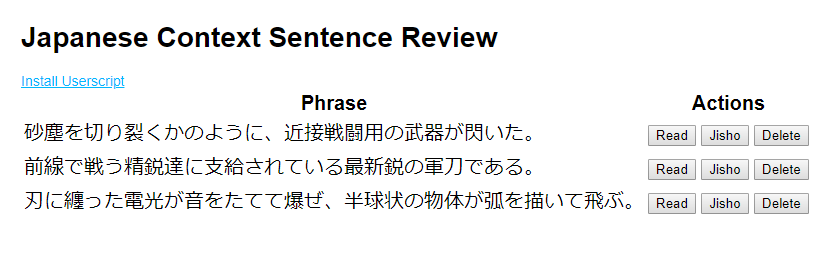 Japanese Context Sentence Review
Install Userscript
Phrase Actions
砂塵を切り裂くかのように、近接戦闘用の武器が閃いた。 Read Jisho Delete
前線で戦う精鋭達に支給されている最新鋭の軍刀である。 Read Jisho Delete
刃に纏った電光が音をたてて爆ぜ、半球状の物体が弧を描いて飛ぶ。 Read Jisho Delete